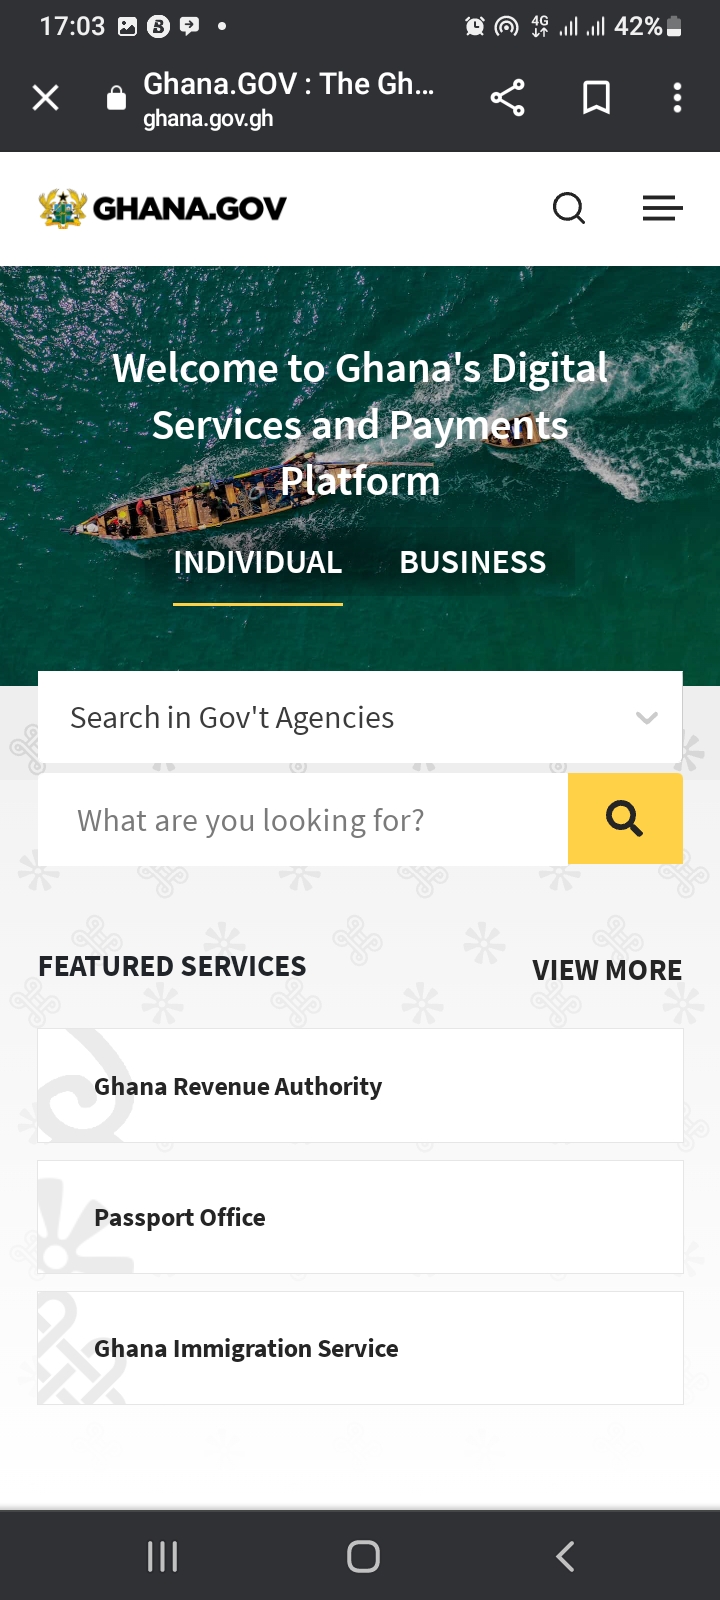 17:03 4G 42%
Ghana.GOV : The Gh...
ghana.gov.gh
GHANA.GOV
Welcome to Ghana's Digital
Services and Payments
Platform
INDIVIDUAL BUSINESS
Search in Gov't Agencies
What are you looking for?
FEATURED SERVICES VIEW MORE
Ghana Revenue Authority
Passport Office
Ghana Immigration Service